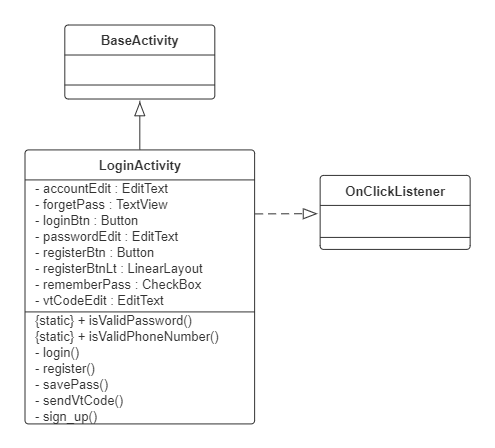 BaseActivity
LoginActivity
- accountEdit : EditText
- forgetPass : TextView
- loginBtn : Button
- passwordEdit : EditText
- registerBtn : Button
- registerBtnLt : LinearLayout
- rememberPass : CheckBox
- vtCodeEdit : EditText
{static} + isValidPassword()
{static} + isValidPhoneNumber()
- login()
- register()
- savePass()
- sendVtCode()
- sign_up()
OnClickListener